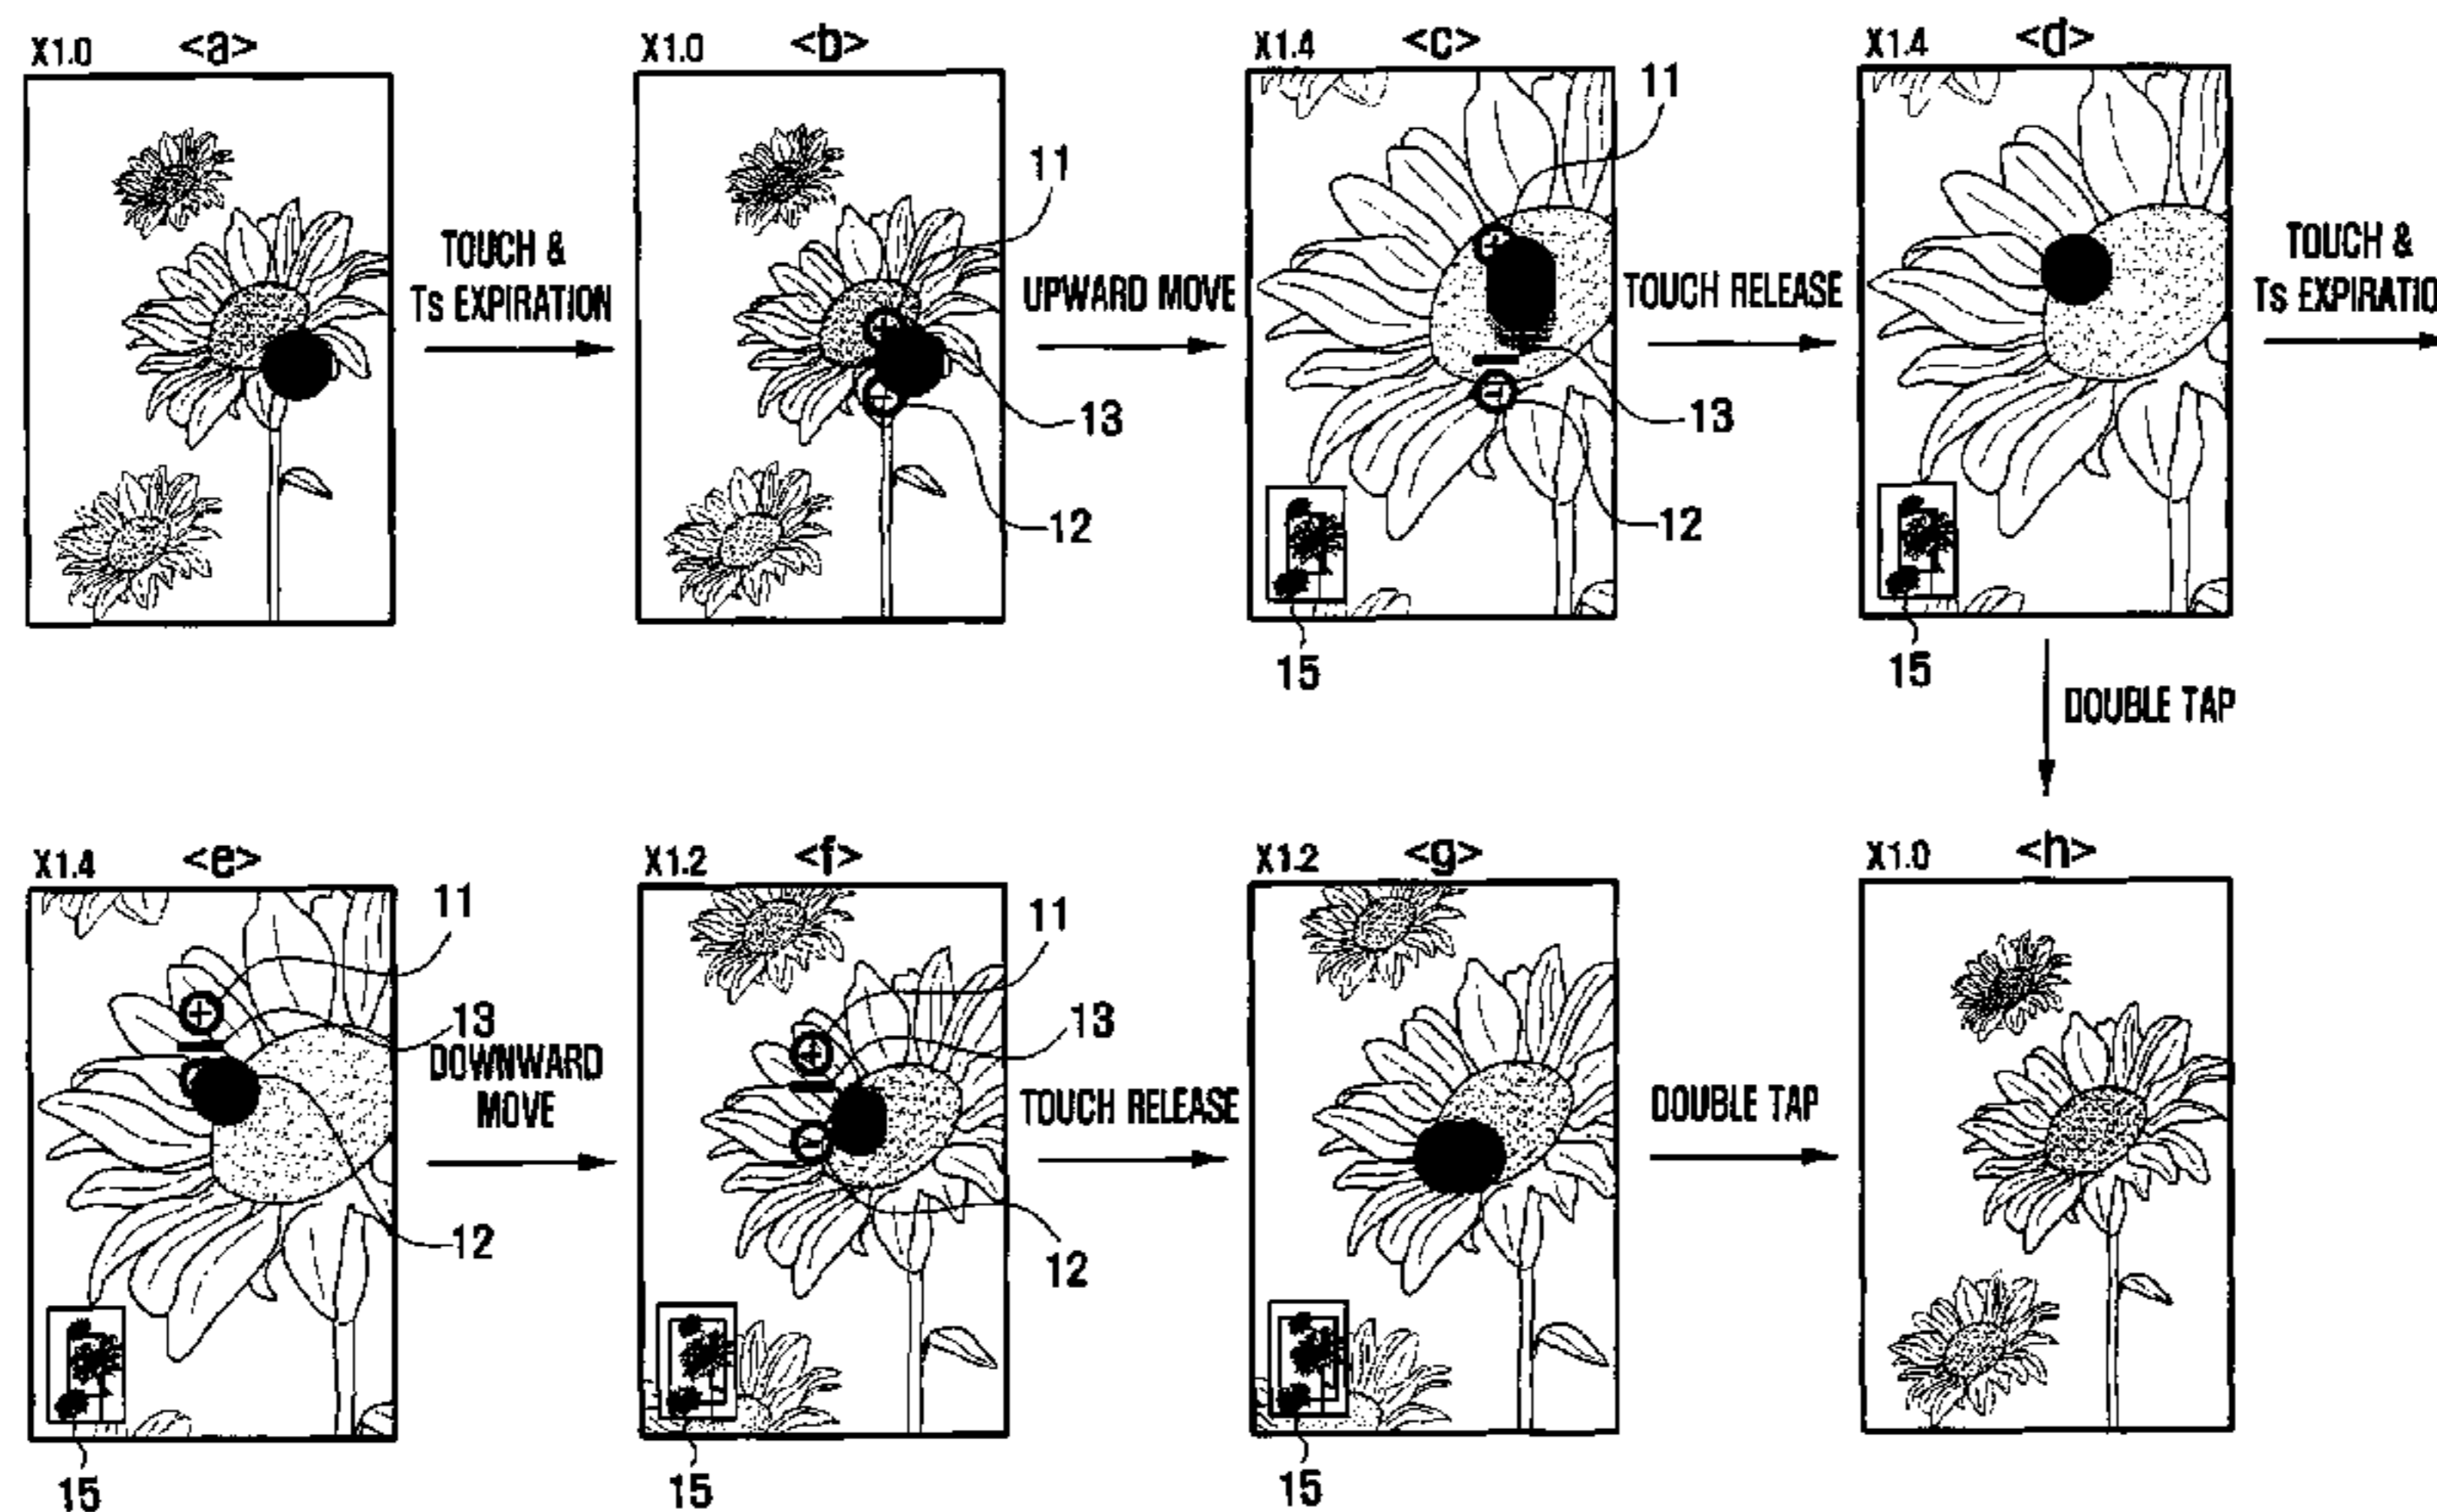 X1.0 <a>
X1.0 <b>
X1.4 <c>
X1.4 <d>
11
11
TOUCH &
Ts EXPIRATION
UPWARD MOVE
TOUCH RELEASE
TOUCH &
Ts EXPIRATIO
13
13
12
12
15
15
DOUBLE TAP
X1.4 <e>
X1.2 <f>
X1.2 <g>
X1.0 <h>
11
11
13
13
DOWNWARD
MOVE
TOUCH RELEASE
DOUBLE TAP
12
12
15
15
15